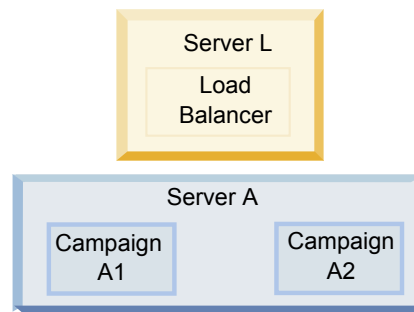 Server L
Load
Balancer
Server A
Campaign
A1
Campaign
A2